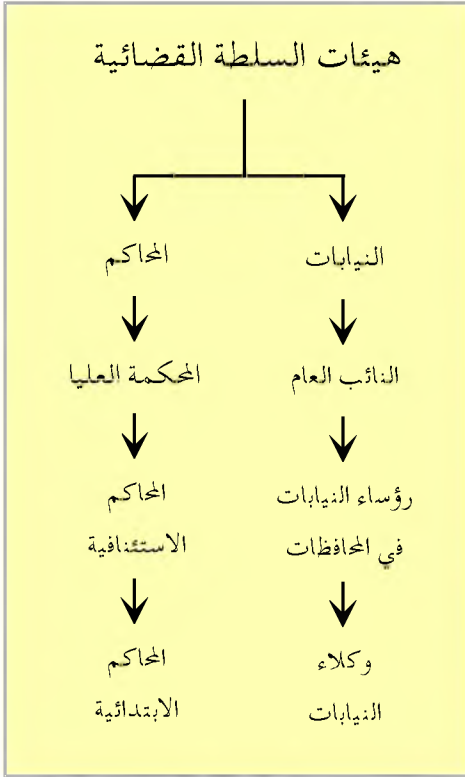 هيئات السلطة القضائية
النيابات
المحاكم
النائب العام
المحكمة العليا
رؤساء النيابات
في المحافظات
المحاكم
الاستئنافية
وكلاء
النيابات
المحاكم
الابتدائية